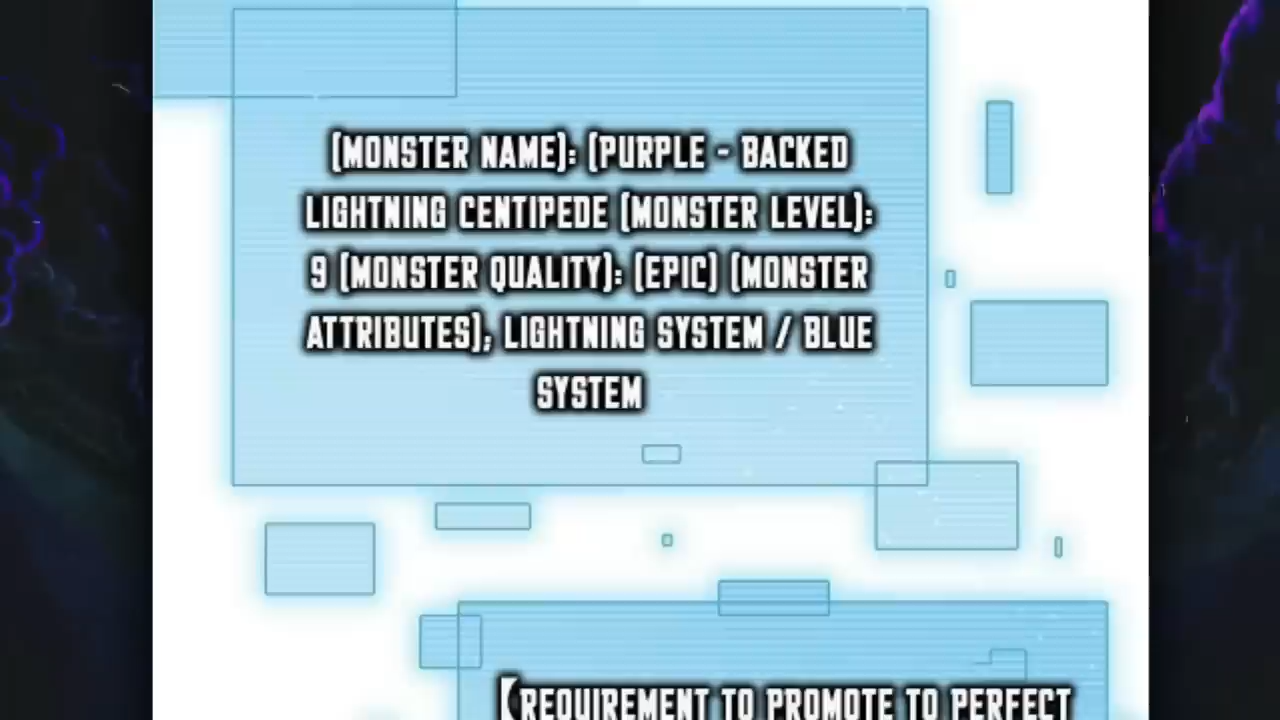 [MONSTER NAME]: [PURPLE - BACKED
LIGHTNING CENTIPEDE [MONSTER LEVEL]:
9 [MONSTER QUALITY]: [EPIC] [MONSTER
ATTRIBUTES]; LIGHTNING SYSTEM / BLUE
SYSTEM
【REQUIREMENT TO PROMOTE TO PERFECT